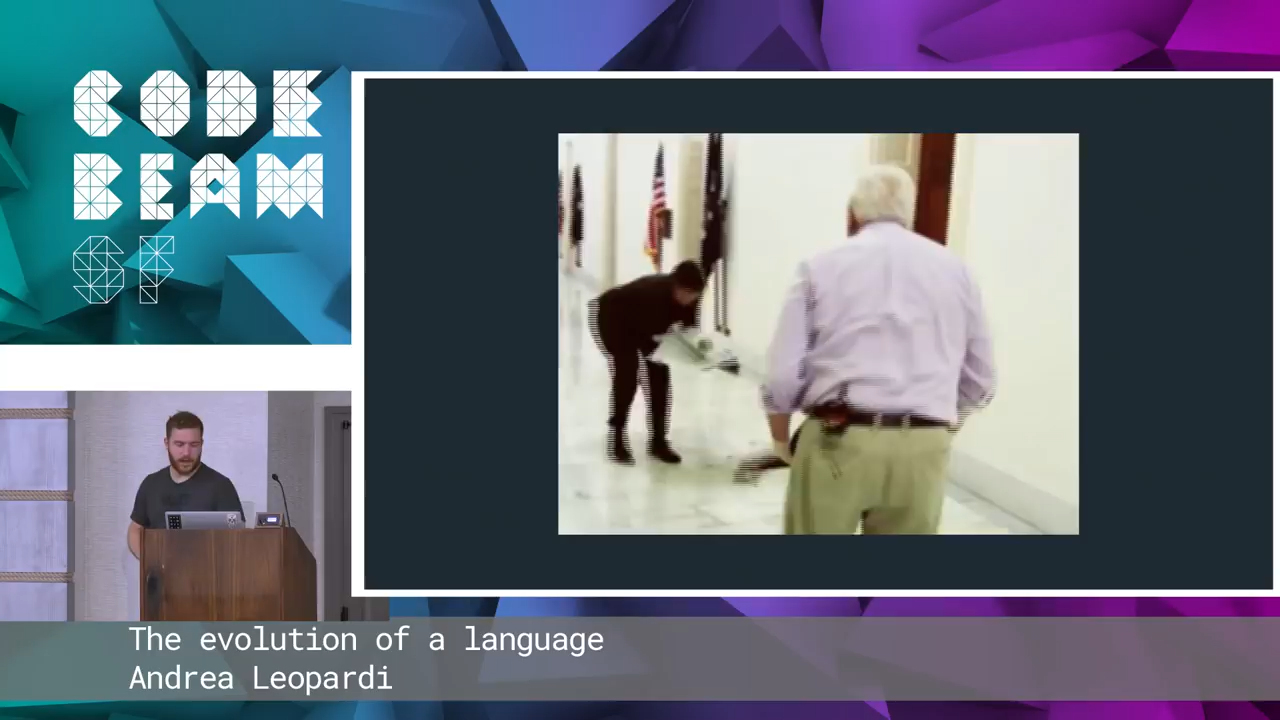 CODE
BEAM
SF
The evolution of a language
Andrea Leopardi